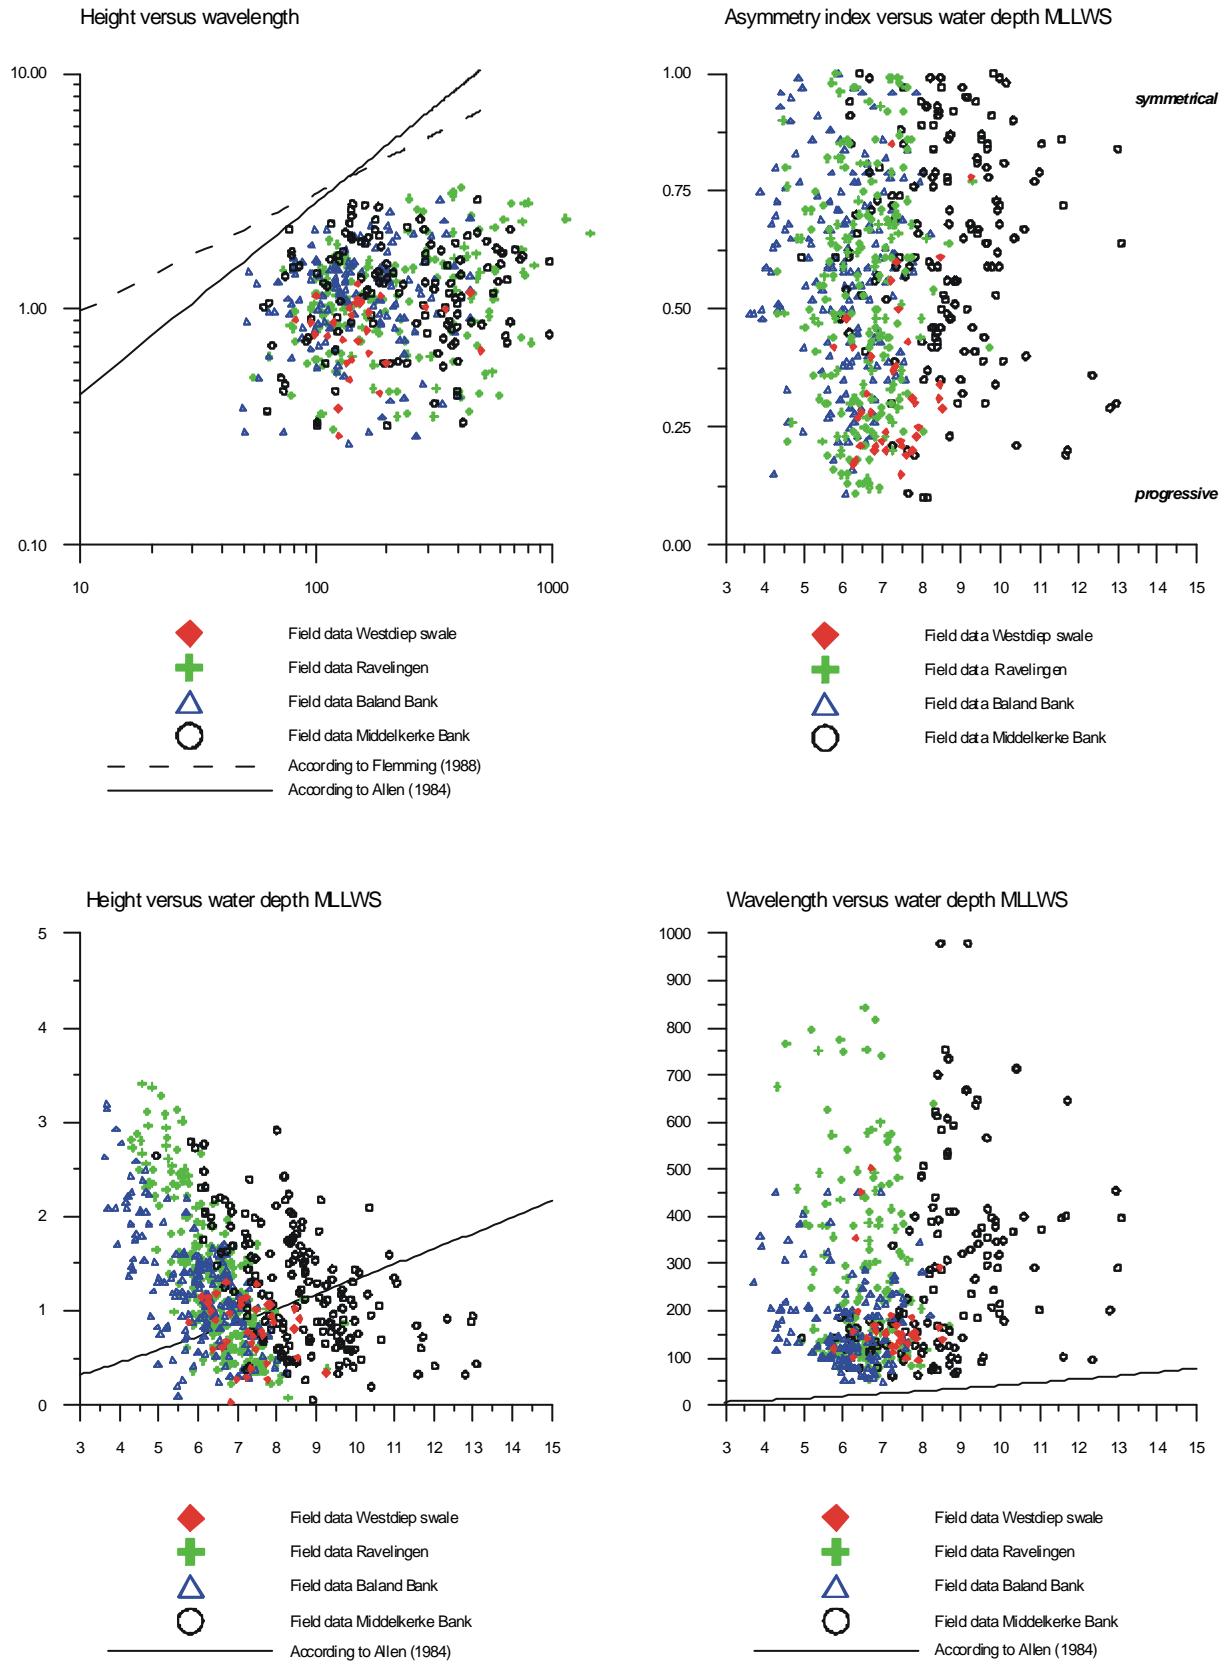 Height versus wavelength
10.00
1.00
0.10
10
100
1000
Field data Westdiep swale
Field data Ravelingen
Field data Baland Bank
Field data Middelkerke Bank
According to Flemming (1988)
According to Allen (1984)
Asymmetry index versus water depth MLLWS
1.00
0.75
0.50
0.25
0.00
symmetrical
progressive
3 4 5 6 7 8 9 10 11 12 13 14 15
Field data Westdiep swale
Field data Ravelingen
Field data Baland Bank
Field data Middelkerke Bank
Height versus water depth MLLWS
5
4
3
2
1
0
3 4 5 6 7 8 9 10 11 12 13 14 15
Field data Westdiep swale
Field data Ravelingen
Field data Baland Bank
Field data Middelkerke Bank
According to Allen (1984)
Wavelength versus water depth MLLWS
1000
900
800
700
600
500
400
300
200
100
0
3 4 5 6 7 8 9 10 11 12 13 14 15
Field data Westdiep swale
Field data Ravelingen
Field data Baland Bank
Field data Middelkerke Bank
According to Allen (1984)